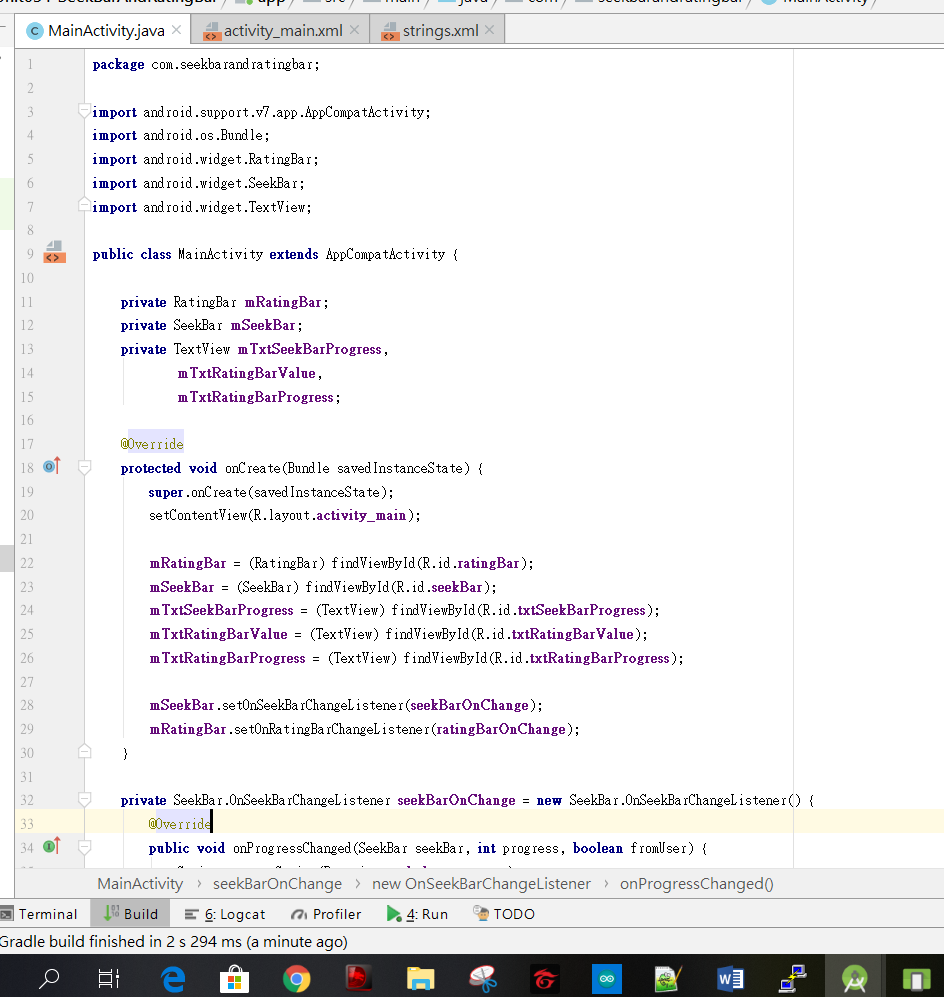 app
src
main
java
com
seekbarandratingbar
MainActivity
MainActivity.java
activity_main.xml
strings.xml
1 package com.seekbarandratingbar;
2
3 import android.support.v7.app.AppCompatActivity;
4 import android.os.Bundle;
5 import android.widget.RatingBar;
6 import android.widget.SeekBar;
7 import android.widget.TextView;
8
9 public class MainActivity extends AppCompatActivity {
10
11 private RatingBar mRatingBar;
12 private SeekBar mSeekBar;
13 private TextView mTxtSeekBarProgress,
14 mTxtRatingBarValue,
15 mTxtRatingBarProgress;
16
17 @Override
18 protected void onCreate(Bundle savedInstanceState) {
19 super.onCreate(savedInstanceState);
20 setContentView(R.layout.activity_main);
21
22 mRatingBar = (RatingBar) findViewById(R.id.ratingBar);
23 mSeekBar = (SeekBar) findViewById(R.id.seekBar);
24 mTxtSeekBarProgress = (TextView) findViewById(R.id.txtSeekBarProgress);
25 mTxtRatingBarValue = (TextView) findViewById(R.id.txtRatingBarValue);
26 mTxtRatingBarProgress = (TextView) findViewById(R.id.txtRatingBarProgress);
27
28 mSeekBar.setOnSeekBarChangeListener(seekBarOnChange);
29 mRatingBar.setOnRatingBarChangeListener(ratingBarOnChange);
30 }
31
32 private SeekBar.OnSeekBarChangeListener seekBarOnChange = new SeekBar.OnSeekBarChangeListener() {
33 @Override
34 public void onProgressChanged(SeekBar seekBar, int progress, boolean fromUser) {
MainActivity › seekBarOnChange › new OnSeekBarChangeListener › onProgressChanged()
Terminal Build 6: Logcat Profiler 4: Run TODO
Gradle build finished in 2 s 294 ms (a minute ago)